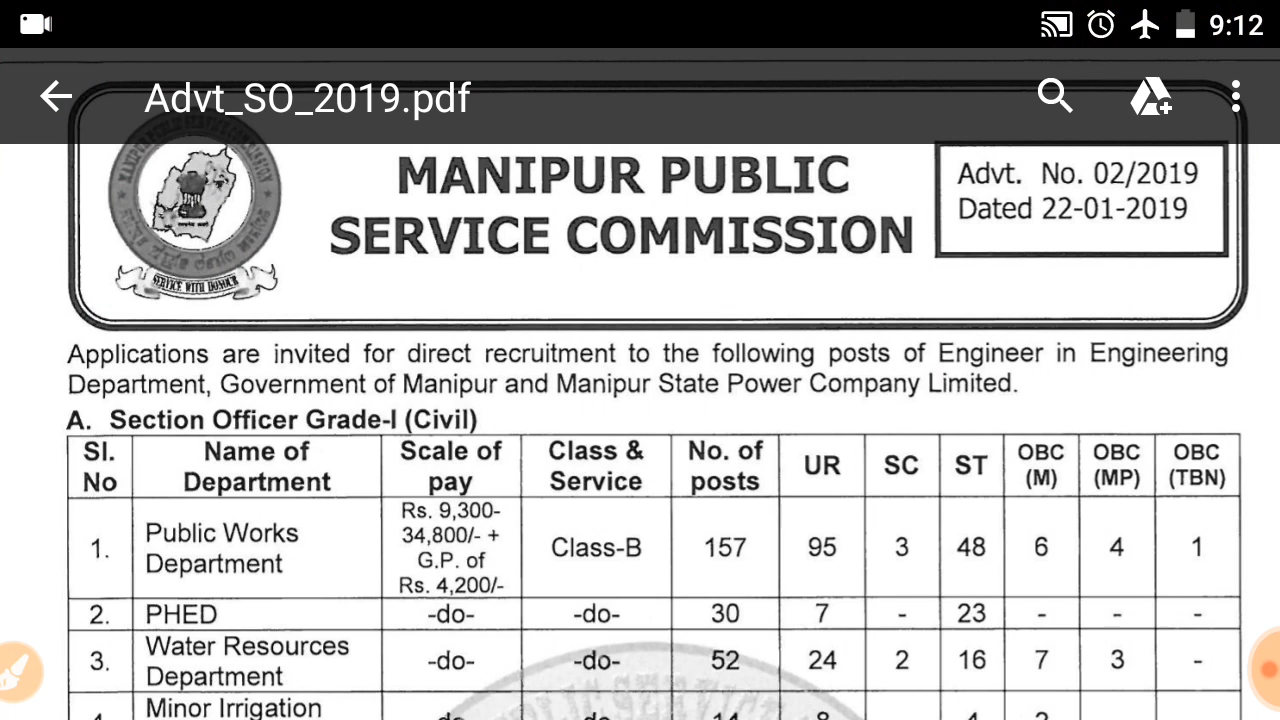 9:12
Advt_SO_2019.pdf
MANIPUR PUBLIC
SERVICE COMMISSION
SERVICE WITH HONOUR
Advt. No. 02/2019
Dated 22-01-2019
Applications are invited for direct recruitment to the following posts of Engineer in Engineering
Department, Government of Manipur and Manipur State Power Company Limited.
A. Section Officer Grade-I (Civil)
Sl. No Name of Department Scale of pay Class & Service No. of posts UR SC ST OBC (M) OBC (MP) OBC (TBN)
1. Public Works Department Rs. 9,300-34,800/- + G.P. of Rs. 4,200/- Class-B 157 95 3 48 6 4 1
2. PHED -do- -do- 30 7 - 23 - - -
3. Water Resources Department -do- -do- 52 24 2 16 7 3 -
Minor Irrigation